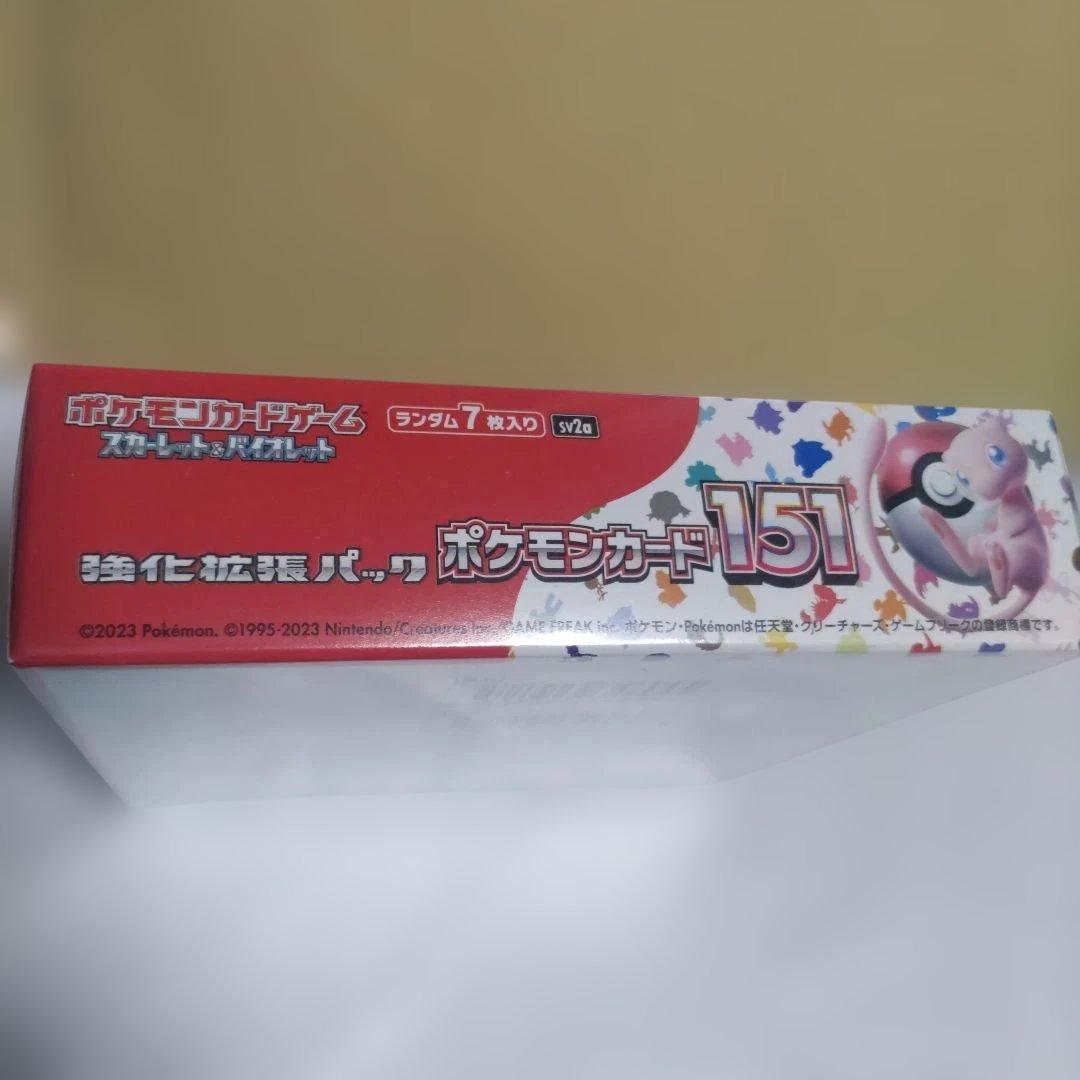 ポケモンカードゲーム
スカーレット&バイオレット
ランダム7枚入り
sv2a
強化拡張パック
ポケモンカード151
©2023 Pokémon. ©1995-2023 Nintendo/Creatures Inc./GAME FREAK inc. ポケモン・Pokémonは任天堂・クリーチャーズ・ゲームフリークの登録商標です。